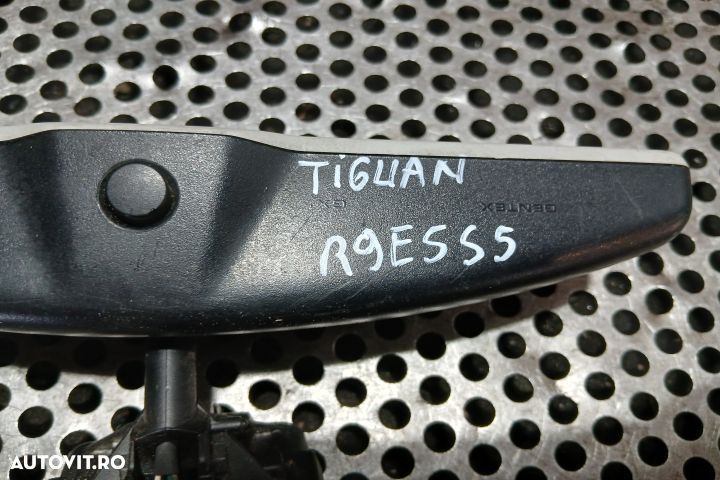 TiGUAN
GENTEX
R9ESS5
AUTOVIT.RO